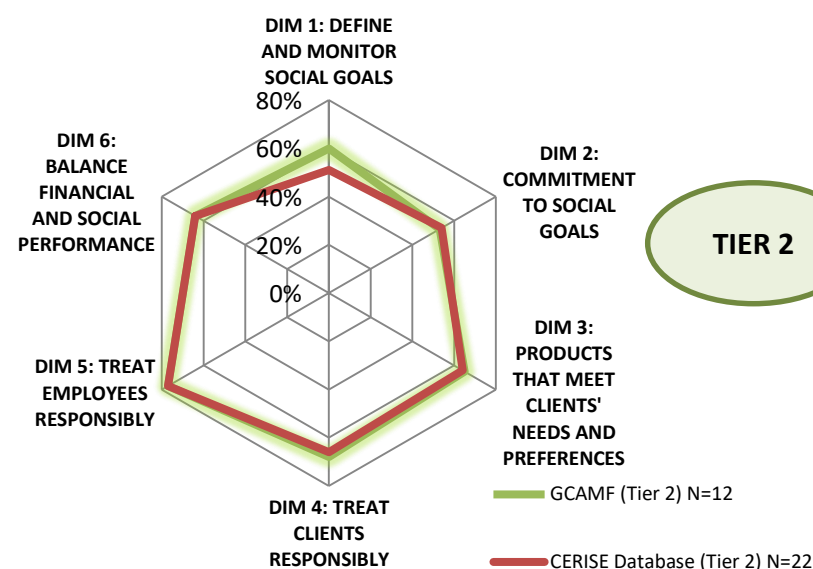 DIM 1: DEFINE
AND MONITOR
SOCIAL GOALS
80%
60%
40%
20%
0%
DIM 2:
COMMITMENT
TO SOCIAL
GOALS
TIER 2
DIM 3:
PRODUCTS
THAT MEET
CLIENTS'
NEEDS AND
PREFERENCES
DIM 4: TREAT
CLIENTS
RESPONSIBLY
DIM 5: TREAT
EMPLOYEES
RESPONSIBLY
DIM 6:
BALANCE
FINANCIAL
AND SOCIAL
PERFORMANCE
GCAMF (Tier 2) N=12
CERISE Database (Tier 2) N=22